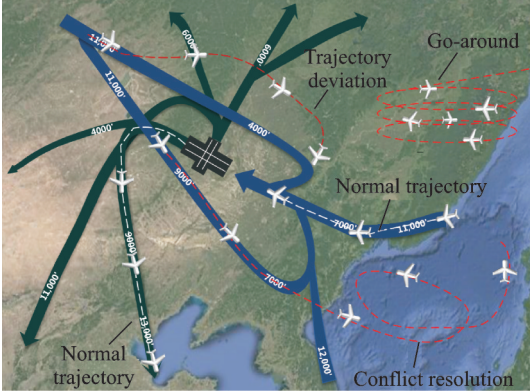 11,000'
6000'
6000'
Go-around
Trajectory
deviation
11,000'
4000'
4000'
9000'
Normal trajectory
7000'
11,000'
9000'
7000'
11,000'
13,000'
12,000'
Normal
trajectory
Conflict resolution